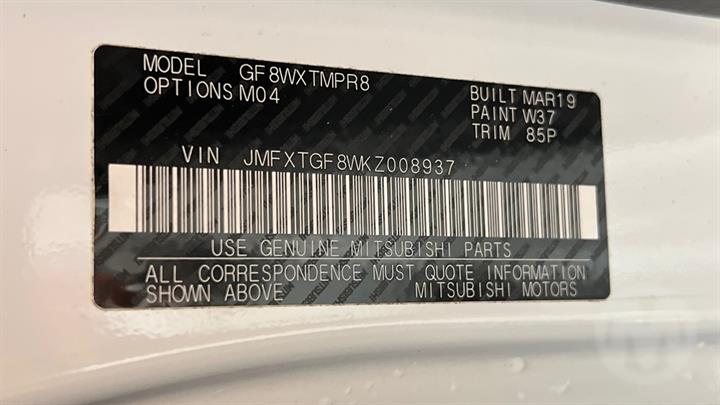 MODEL GF8WXTMPR8
OPTIONS M04
BUILT MAR19
PAINT W37
TRIM 85P
VIN JMFXTGF8WKZ008937
USE GENUINE MITSUBISHI PARTS
ALL CORRESPONDENCE MUST QUOTE INFORMATION
SHOWN ABOVE MITSUBISHI MOTORS